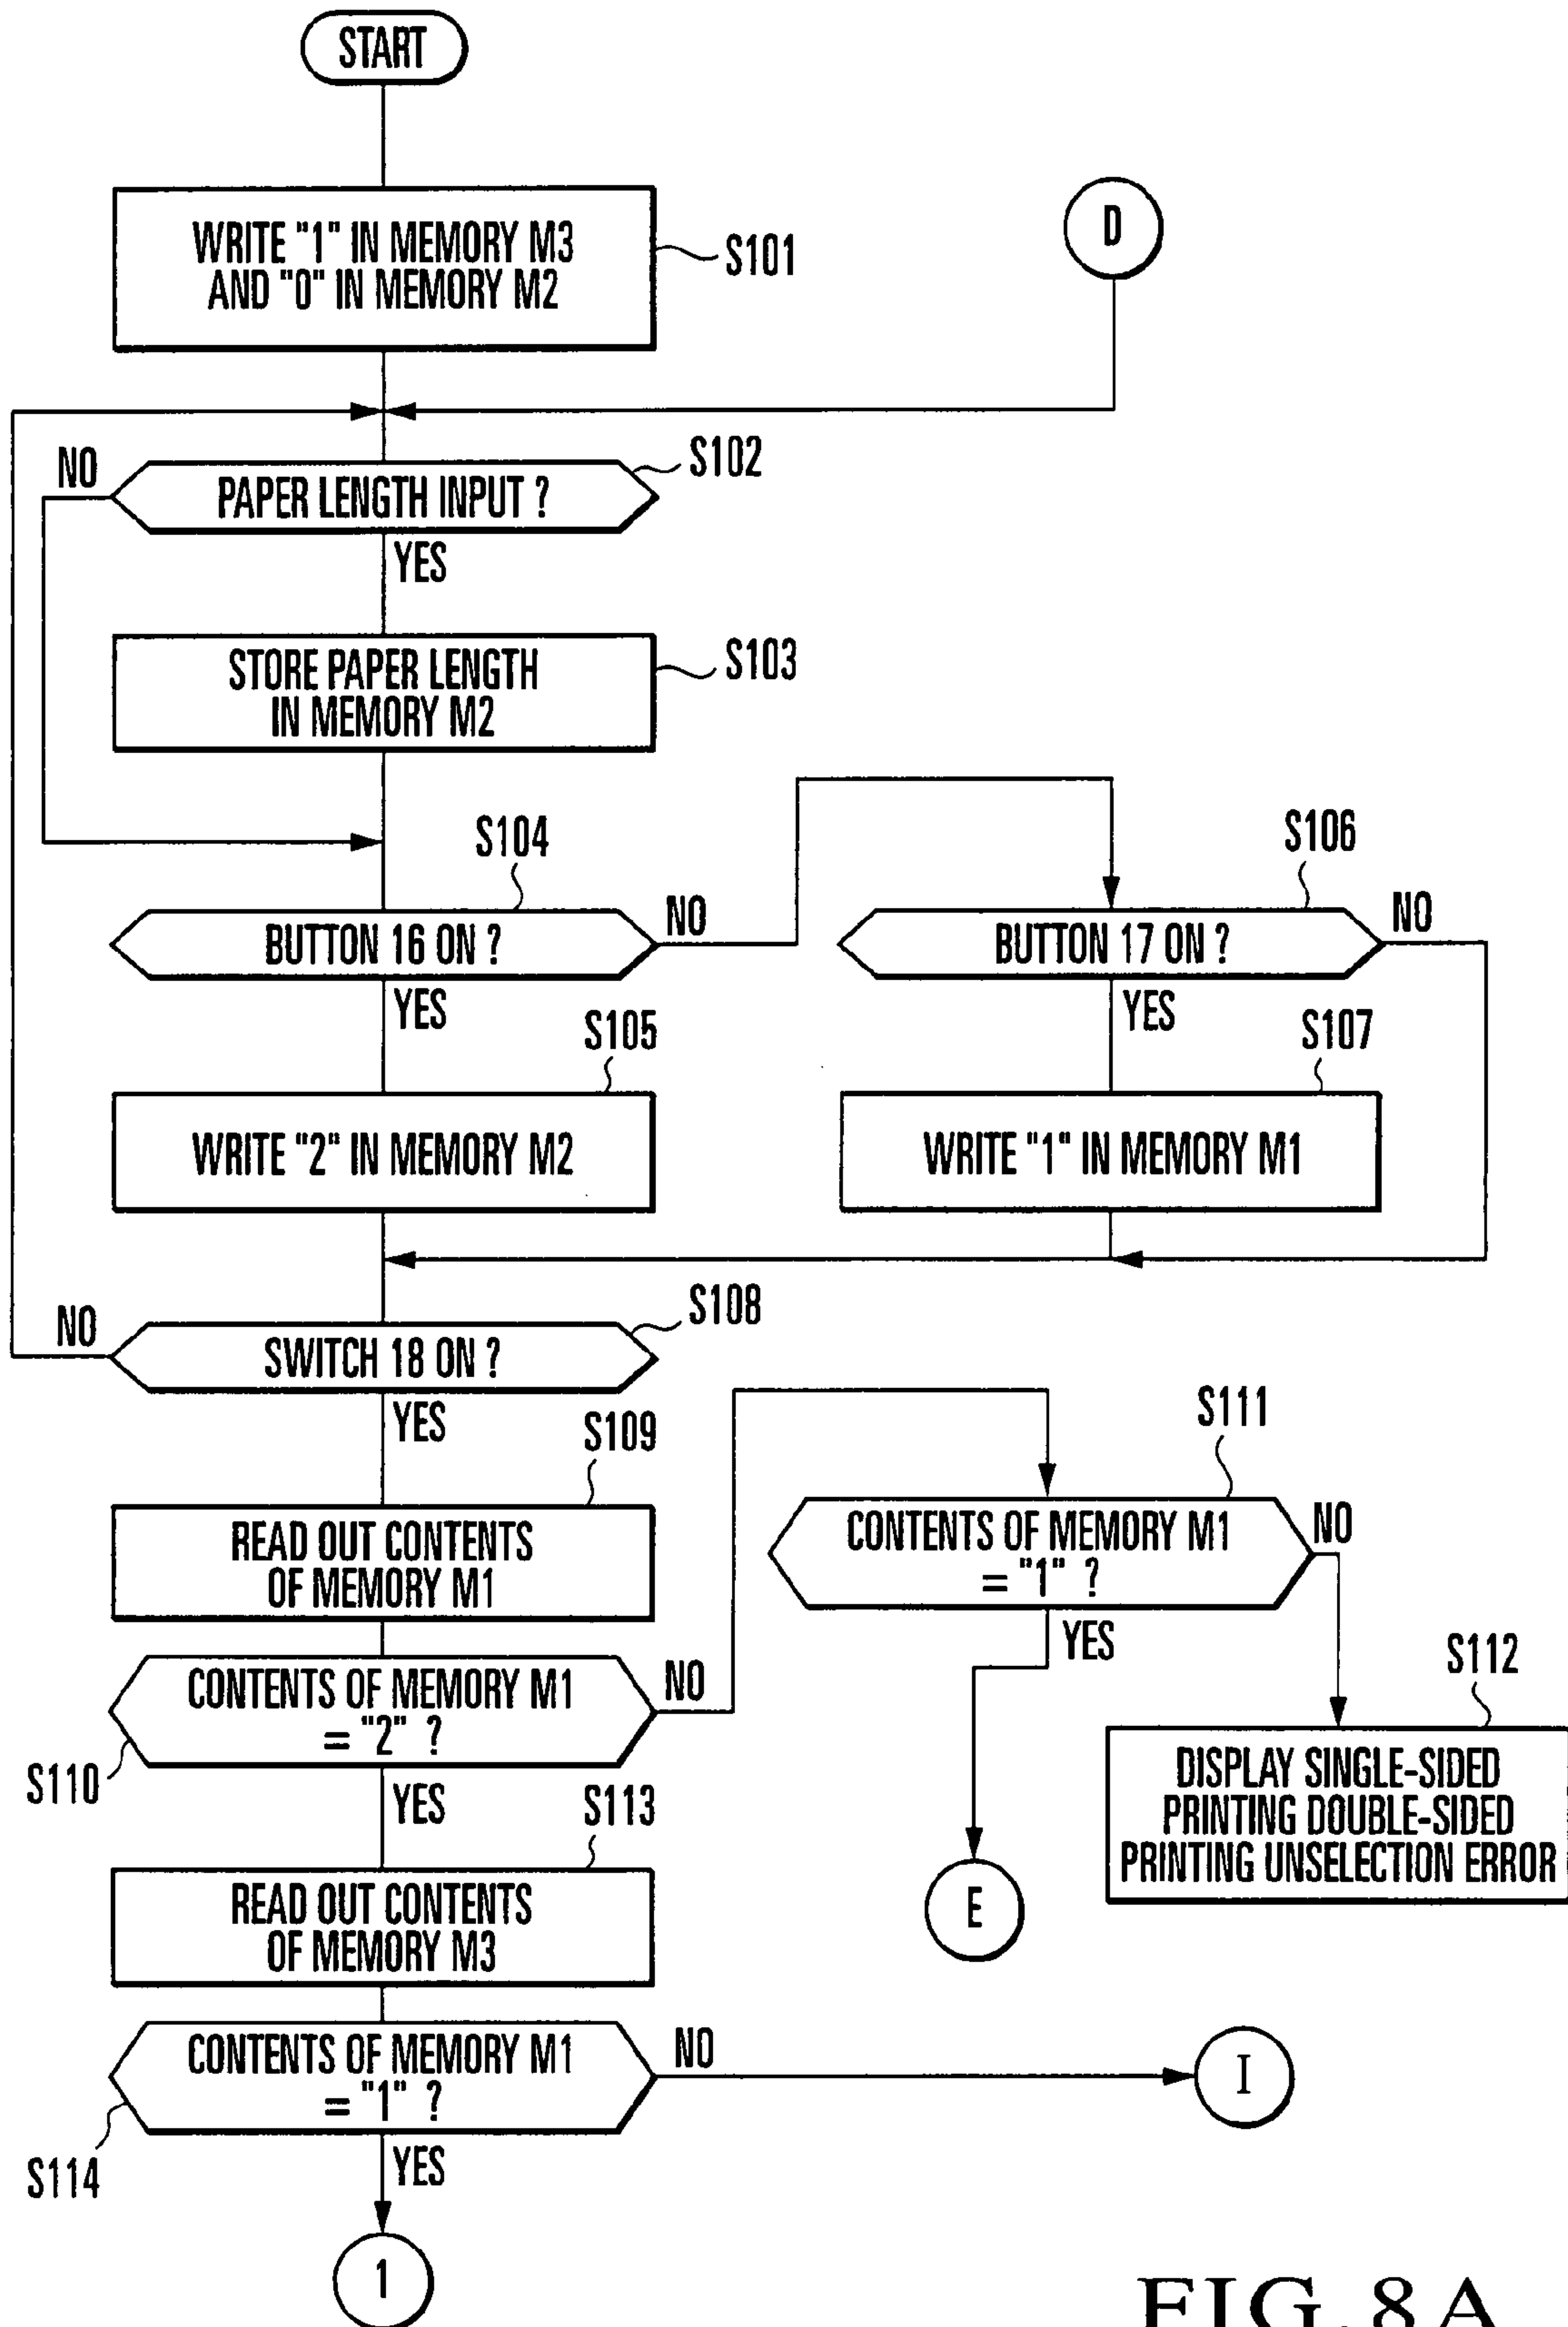 START
WRITE "1" IN MEMORY M3
AND "0" IN MEMORY M2
S101
D
NO
S102
PAPER LENGTH INPUT ?
YES
STORE PAPER LENGTH
IN MEMORY M2
S103
S104
S106
BUTTON 16 ON ?
NO
BUTTON 17 ON ?
NO
YES
YES
S105
S107
WRITE "2" IN MEMORY M2
WRITE "1" IN MEMORY M1
NO
S108
SWITCH 18 ON ?
YES
S109
S111
READ OUT CONTENTS
OF MEMORY M1
CONTENTS OF MEMORY M1
= "1" ?
NO
YES
S112
CONTENTS OF MEMORY M1
= "2" ?
NO
S110
YES
S113
DISPLAY SINGLE-SIDED
PRINTING DOUBLE-SIDED
PRINTING UNSELECTION ERROR
E
READ OUT CONTENTS
OF MEMORY M3
CONTENTS OF MEMORY M1
= "1" ?
NO
I
S114
YES
1
FIG.8A